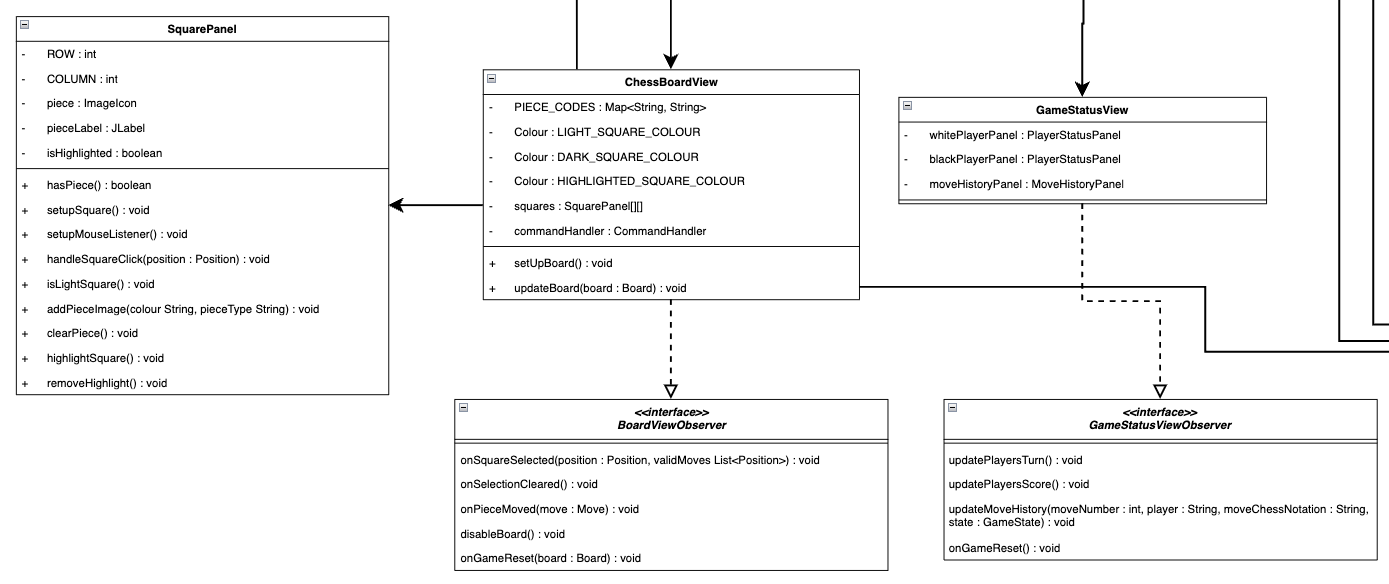 SquarePanel
- ROW : int
- COLUMN : int
- piece : ImageIcon
- pieceLabel : JLabel
- isHighlighted : boolean
+ hasPiece() : boolean
+ setupSquare() : void
+ setupMouseListener() : void
+ handleSquareClick(position : Position) : void
+ isLightSquare() : void
+ addPieceImage(colour String, pieceType String) : void
+ clearPiece() : void
+ highlightSquare() : void
+ removeHighlight() : void
ChessBoardView
- PIECE_CODES : Map<String, String>
- Colour : LIGHT_SQUARE_COLOUR
- Colour : DARK_SQUARE_COLOUR
- Colour : HIGHLIGHTED_SQUARE_COLOUR
- squares : SquarePanel[][]
- commandHandler : CommandHandler
+ setUpBoard() : void
+ updateBoard(board : Board) : void
GameStatusView
- whitePlayerPanel : PlayerStatusPanel
- blackPlayerPanel : PlayerStatusPanel
- moveHistoryPanel : MoveHistoryPanel
<<interface>>
BoardViewObserver
onSquareSelected(position : Position, validMoves List<Position>) : void
onSelectionCleared() : void
onPieceMoved(move : Move) : void
disableBoard() : void
onGameReset(board : Board) : void
<<interface>>
GameStatusViewObserver
updatePlayersTurn() : void
updatePlayersScore() : void
updateMoveHistory(moveNumber : int, player : String, moveChessNotation : String,
state : GameState) : void
onGameReset() : void